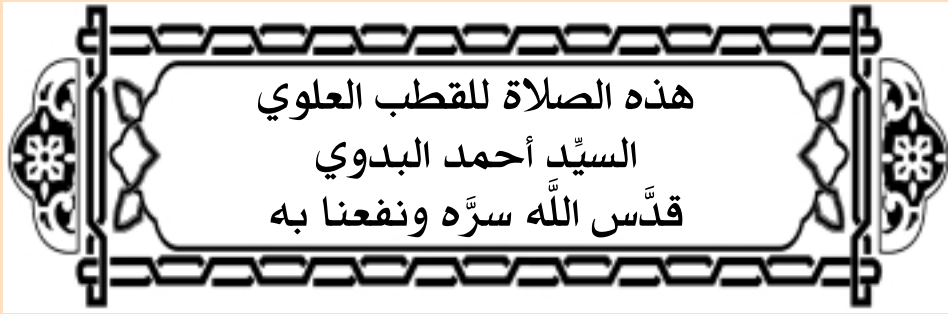 هذه الصلاة للقطب العلوي
السيِّد أحمد البدوي
قدَّس اللَّه سرَّه ونفعنا به